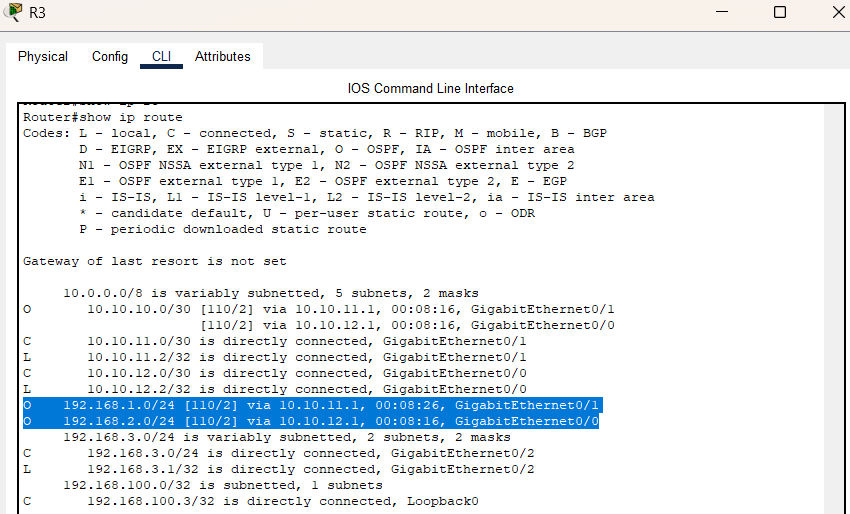 R3
Physical Config CLI Attributes
IOS Command Line Interface
Router#show ip route
Codes: L - local, C - connected, S - static, R - RIP, M - mobile, B - BGP
D - EIGRP, EX - EIGRP external, O - OSPF, IA - OSPF inter area
N1 - OSPF NSSA external type 1, N2 - OSPF NSSA external type 2
E1 - OSPF external type 1, E2 - OSPF external type 2, E - EGP
i - IS-IS, L1 - IS-IS level-1, L2 - IS-IS level-2, ia - IS-IS inter area
* - candidate default, U - per-user static route, o - ODR
P - periodic downloaded static route
Gateway of last resort is not set
10.0.0.0/8 is variably subnetted, 5 subnets, 2 masks
O 10.10.10.0/30 [110/2] via 10.10.11.1, 00:08:16, GigabitEthernet0/1
[110/2] via 10.10.12.1, 00:08:16, GigabitEthernet0/0
C 10.10.11.0/30 is directly connected, GigabitEthernet0/1
L 10.10.11.2/32 is directly connected, GigabitEthernet0/1
C 10.10.12.0/30 is directly connected, GigabitEthernet0/0
L 10.10.12.2/32 is directly connected, GigabitEthernet0/0
O 192.168.1.0/24 [110/2] via 10.10.11.1, 00:08:26, GigabitEthernet0/1
O 192.168.2.0/24 [110/2] via 10.10.12.1, 00:08:16, GigabitEthernet0/0
192.168.3.0/24 is variably subnetted, 2 subnets, 2 masks
C 192.168.3.0/24 is directly connected, GigabitEthernet0/2
L 192.168.3.1/32 is directly connected, GigabitEthernet0/2
192.168.100.0/32 is subnetted, 1 subnets
C 192.168.100.3/32 is directly connected, Loopback0